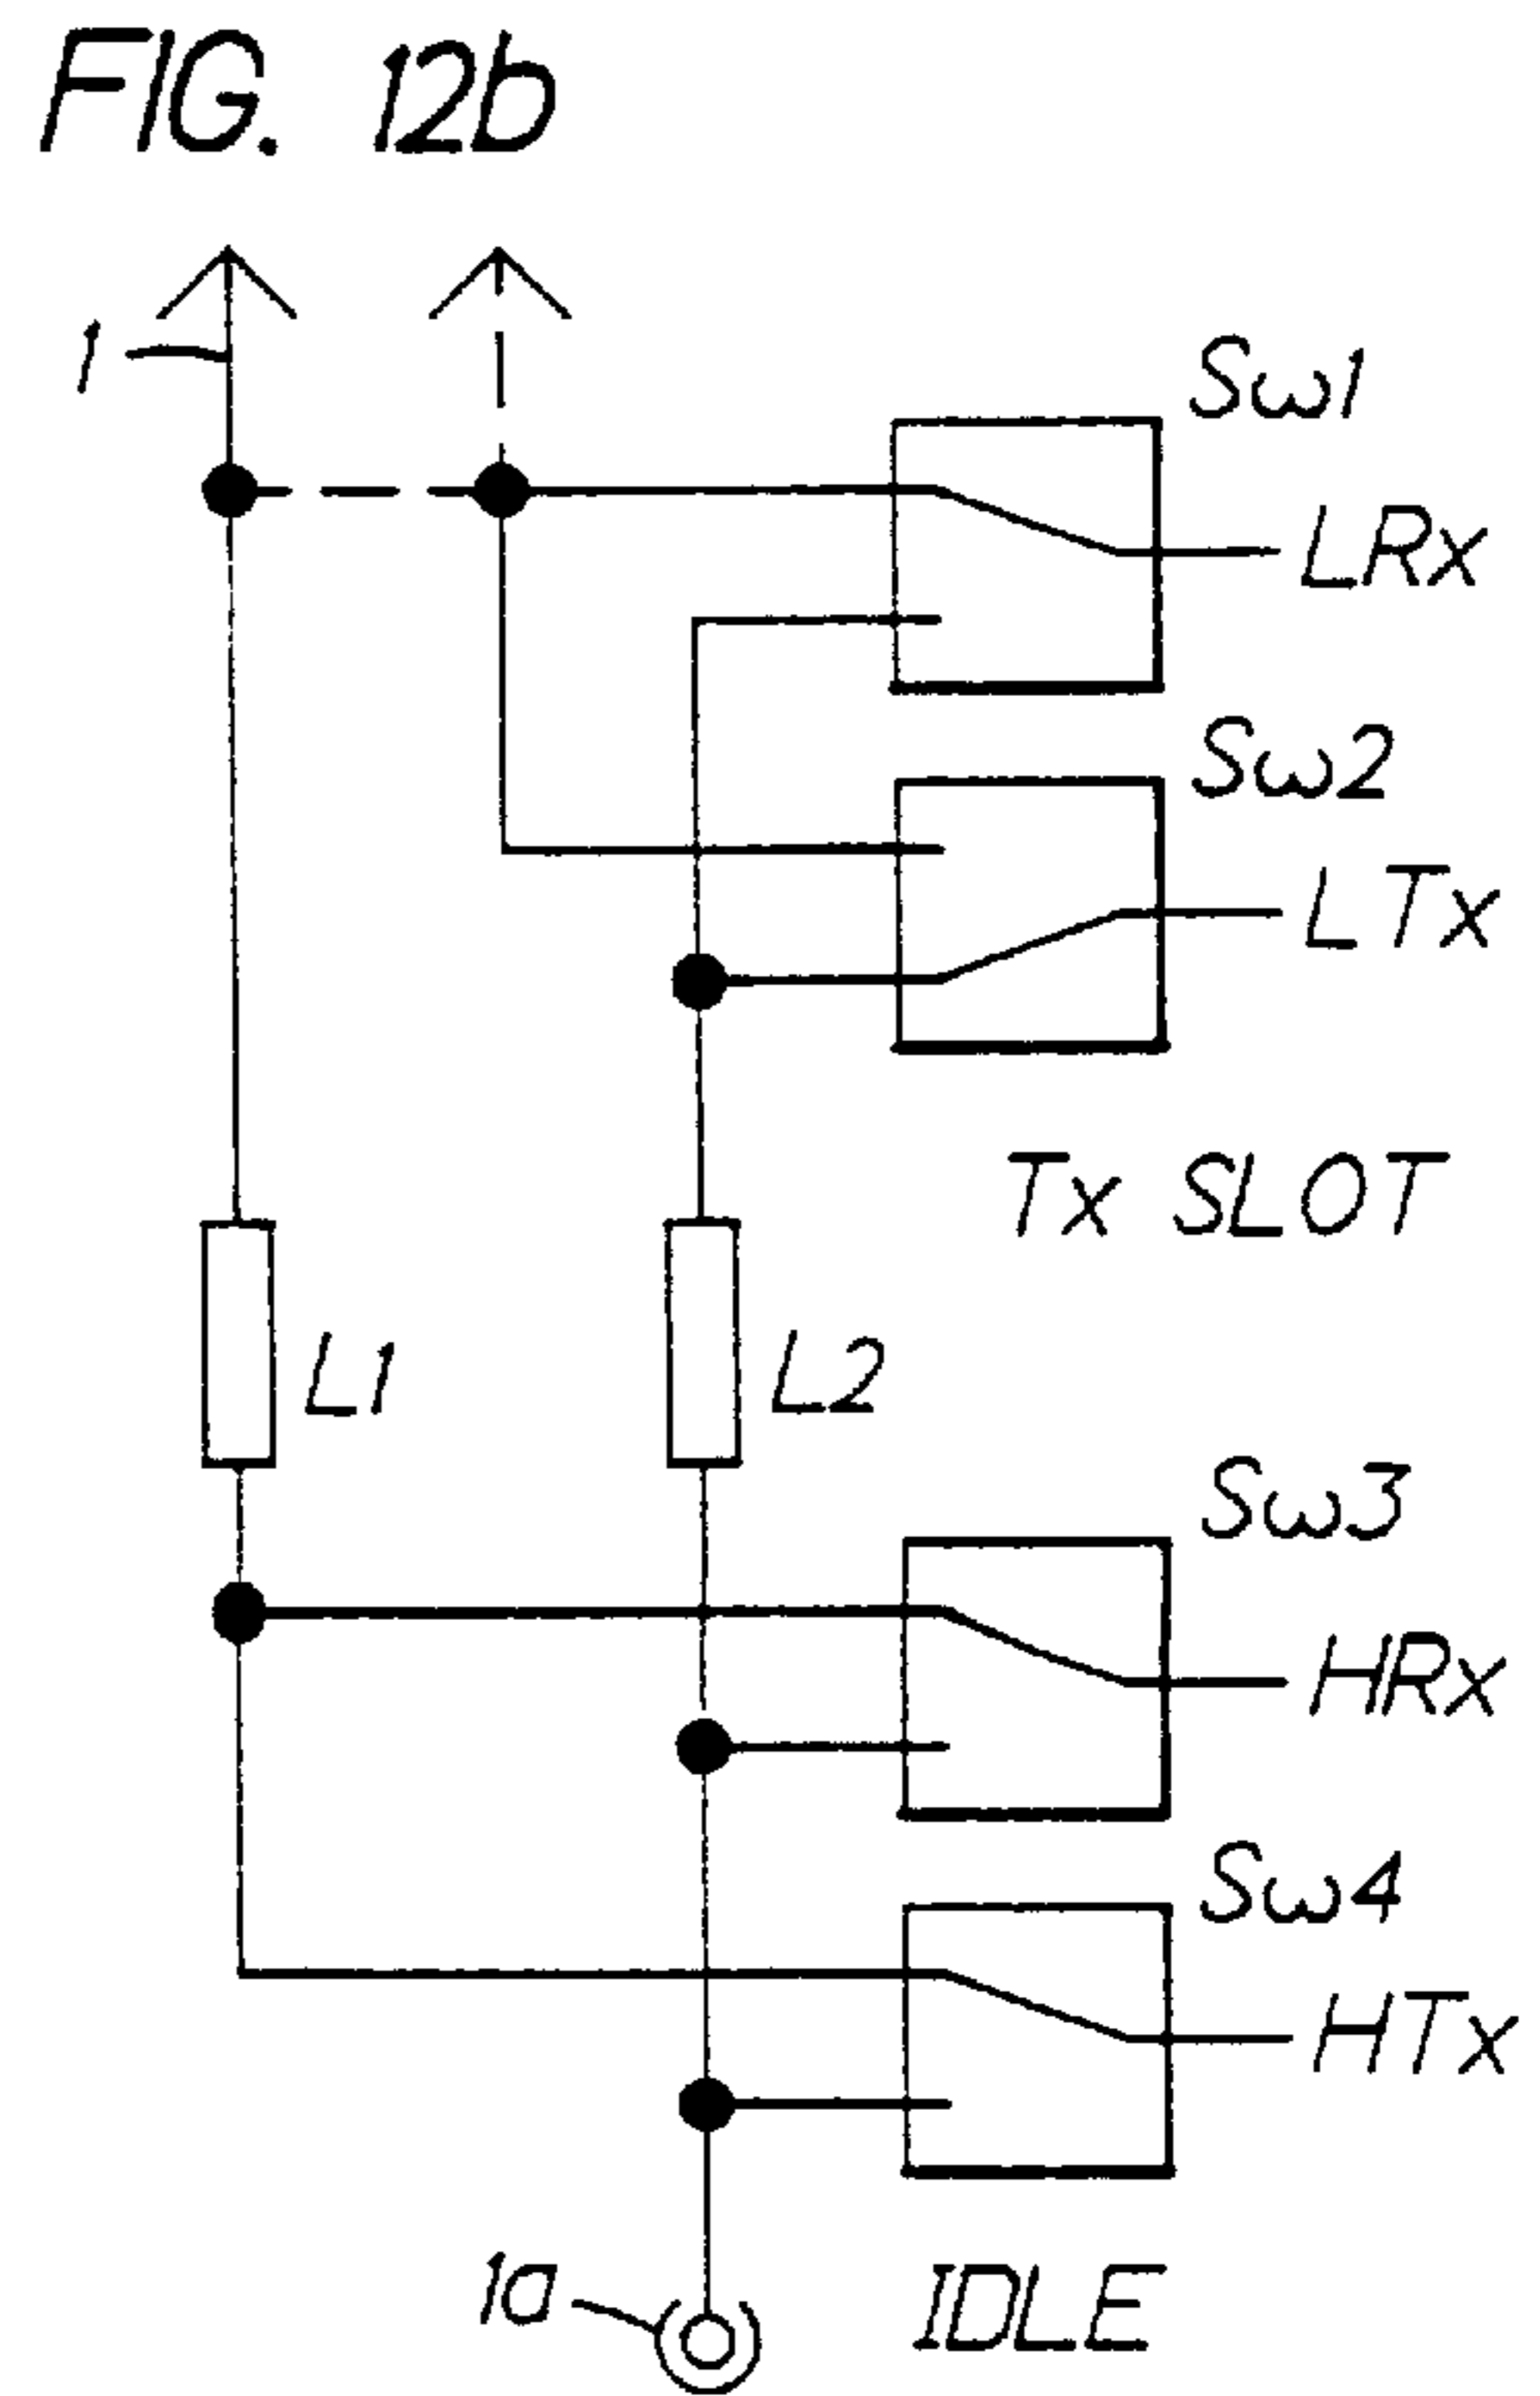 FIG. 12b
1
Sw1
LRx
Sw2
LTx
Tx SLOT
L1
L2
Sw3
HRx
Sw4
HTx
1a
IDLE